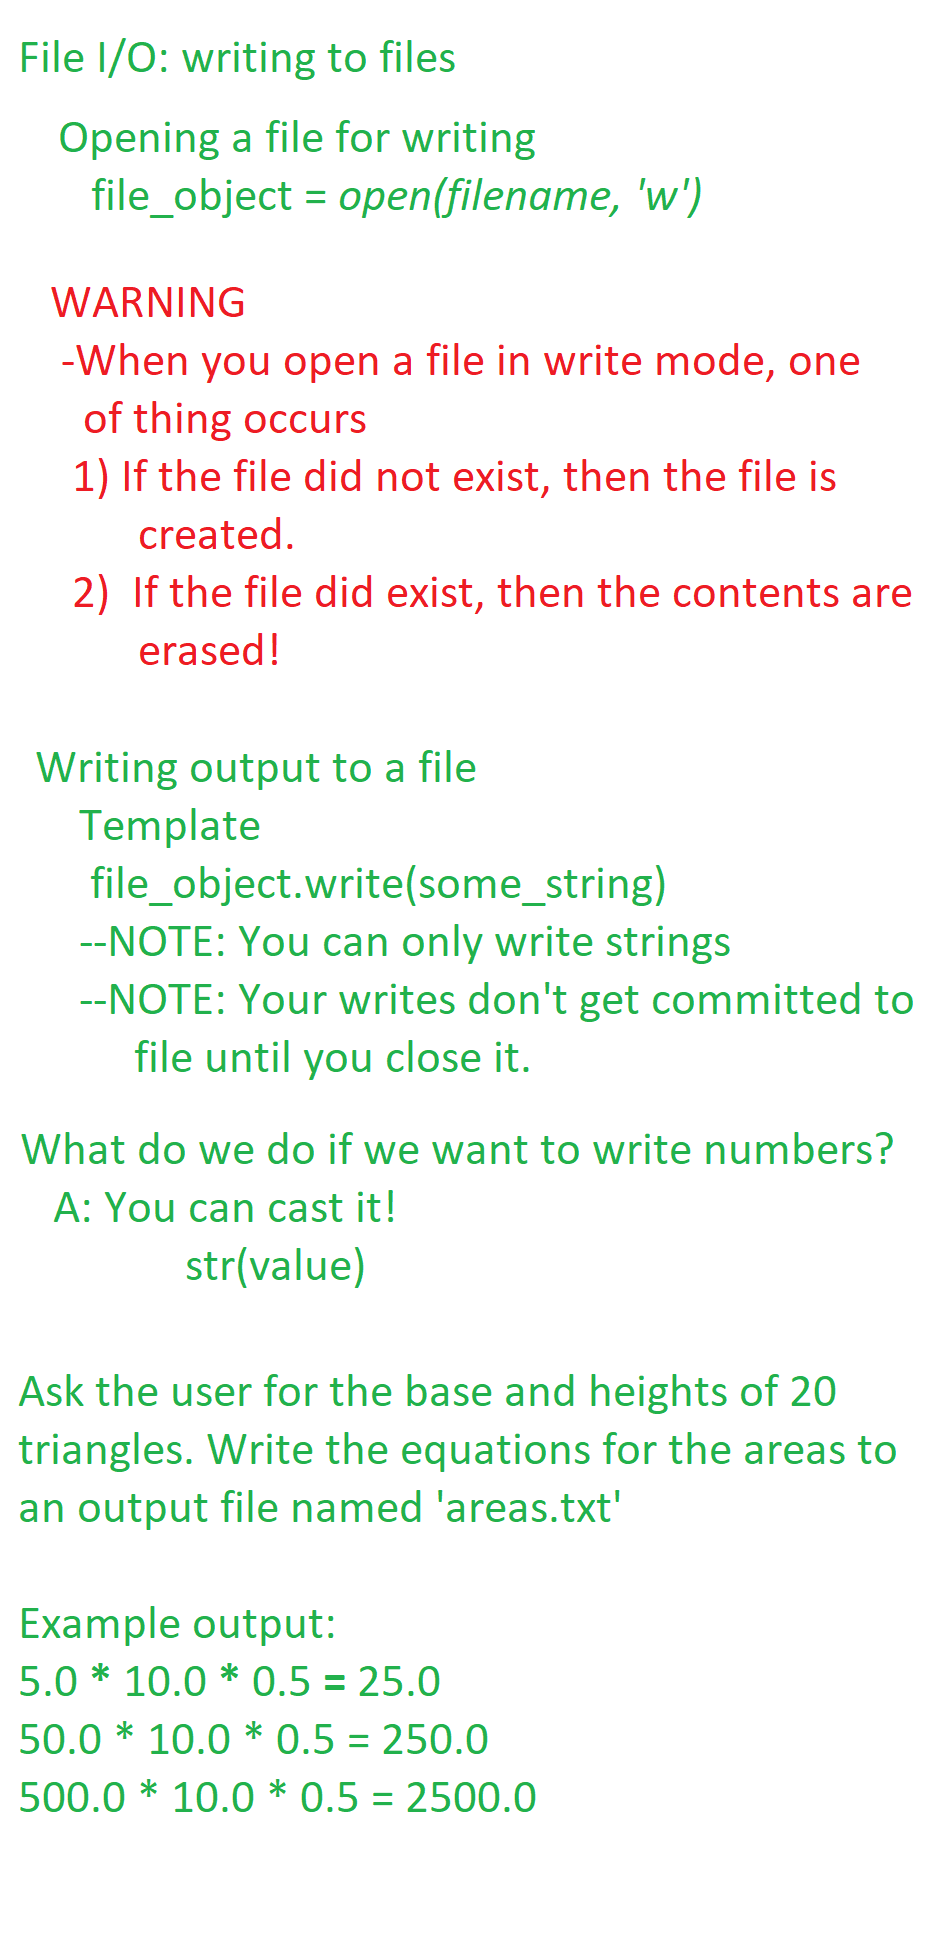 File I/O: writing to files
Opening a file for writing
file_object = open(filename, 'w')
WARNING
-When you open a file in write mode, one
of thing occurs
1) If the file did not exist, then the file is
created.
2)  If the file did exist, then the contents are
erased!
Writing output to a file
Template
file_object.write(some_string)
--NOTE: You can only write strings
--NOTE: Your writes don't get committed to
file until you close it.
What do we do if we want to write numbers?
A: You can cast it!
str(value)
Ask the user for the base and heights of 20
triangles. Write the equations for the areas to
an output file named 'areas.txt'
Example output:
5.0 * 10.0 * 0.5 = 25.0
50.0 * 10.0 * 0.5 = 250.0
500.0 * 10.0 * 0.5 = 2500.0